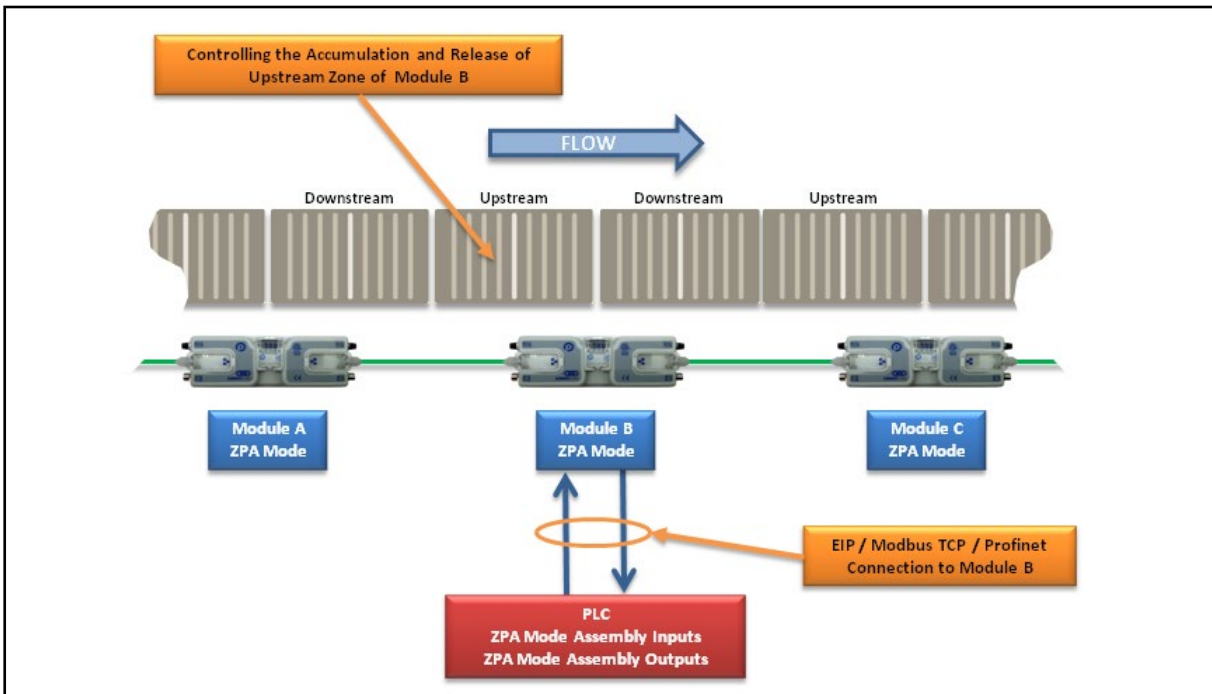 Controlling the Accumulation and Release of
Upstream Zone of Module B
FLOW
Downstream
Upstream
Downstream
Upstream
Module A
ZPA Mode
Module B
ZPA Mode
Module C
ZPA Mode
EIP / Modbus TCP / Profinet
Connection to Module B
PLC
ZPA Mode Assembly Inputs
ZPA Mode Assembly Outputs